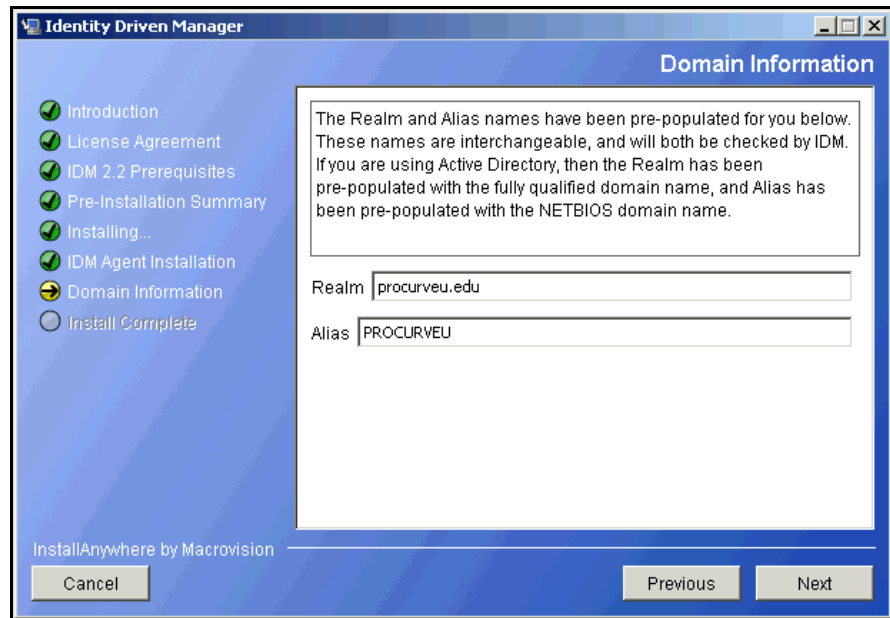 Identity Driven Manager
Domain Information
Introduction
License Agreement
IDM 2.2 Prerequisites
Pre-Installation Summary
Installing...
IDM Agent Installation
Domain Information
Install Complete
The Realm and Alias names have been pre-populated for you below.
These names are interchangeable, and will both be checked by IDM.
If you are using Active Directory, then the Realm has been
pre-populated with the fully qualified domain name, and Alias has
been pre-populated with the NETBIOS domain name.
Realm procurveu.edu
Alias PROCURVEU
InstallAnywhere by Macrovision
Cancel Previous Next